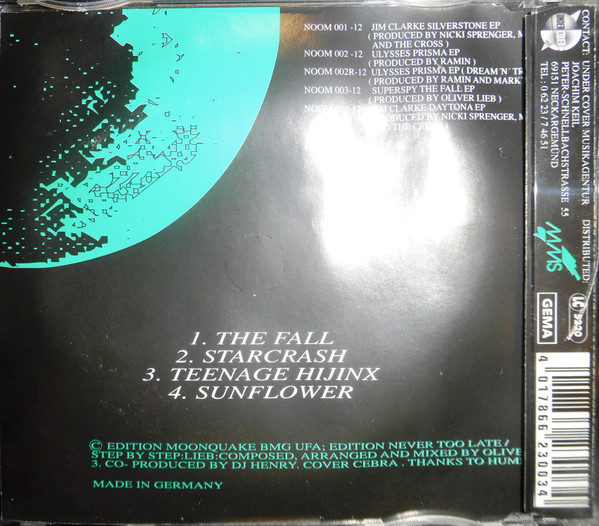 NOOM 001 -12 JIM CLARKE SILVERSTONE EP
( PRODUCED BY NICKI SPRENGER, M
AND THE CROSS )
NOOM 002 -12 ULYSSES PRISMA EP
( PRODUCED BY RAMIN )
NOOM 002R-12 ULYSSES PRISMA EP ( DREAM'N' TR
(PRODUCED BY RAMIN AND MARK
NOOM 003-12 SUPERSPY THE FALL EP
( PRODUCED BY OLIVER LIEB )
JIM CLARKE DAYTONA EP
PRODUCED BY NICKI SPRENGER, M
1. THE FALL
2. STARCRASH
3. TEENAGE HIJINX
4. SUNFLOWER
© EDITION MOONQUAKE BMG UFA; EDITION NEVER TOO LATE /
STEP BY STEP:LIEB:COMPOSED, ARRANGED AND MIXED BY OLIVE
3. CO- PRODUCED BY DJ HENRY. COVER CEBRA . THANKS TO HUM
MADE IN GERMANY
CONTACT: UNDER COVER MUSIKAGENTUR
JOACHIM KEIL
PETER-SCHNELLBACHSTRASSE 55
69151 NECKARGEMÜND
TEL.: 0 62 23 / 7 46 51
DISTRIBUTED:
MMS
LC 5220
GEMA
4 017866 230034